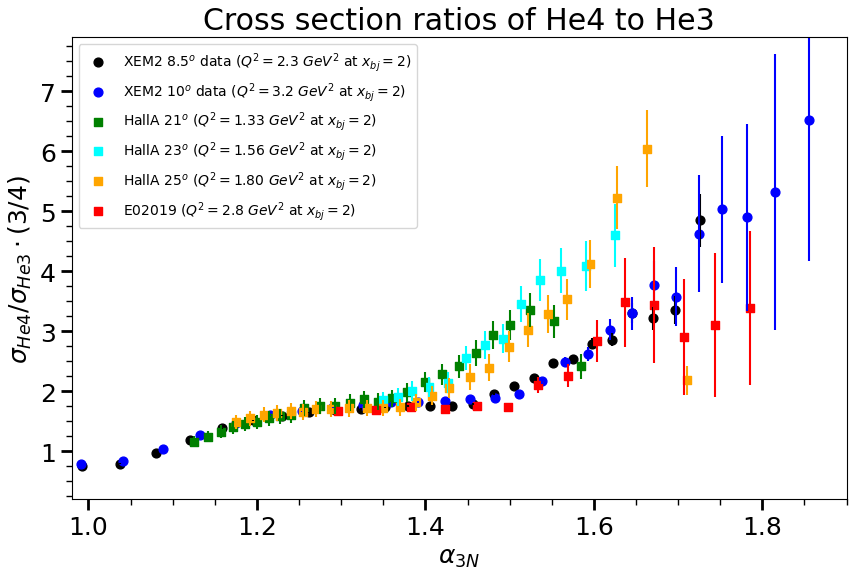 Cross section ratios of He4 to He3
XEM2 8.5° data (Q² = 2.3 GeV² at x_bj = 2)
XEM2 10° data (Q² = 3.2 GeV² at x_bj = 2)
HallA 21° (Q² = 1.33 GeV² at x_bj = 2)
HallA 23° (Q² = 1.56 GeV² at x_bj = 2)
HallA 25° (Q² = 1.80 GeV² at x_bj = 2)
E02019 (Q² = 2.8 GeV² at x_bj = 2)
σ_He4/σ_He3 · (3/4)
7
6
5
4
3
2
1
1.0 1.2 1.4 1.6 1.8
α_3N